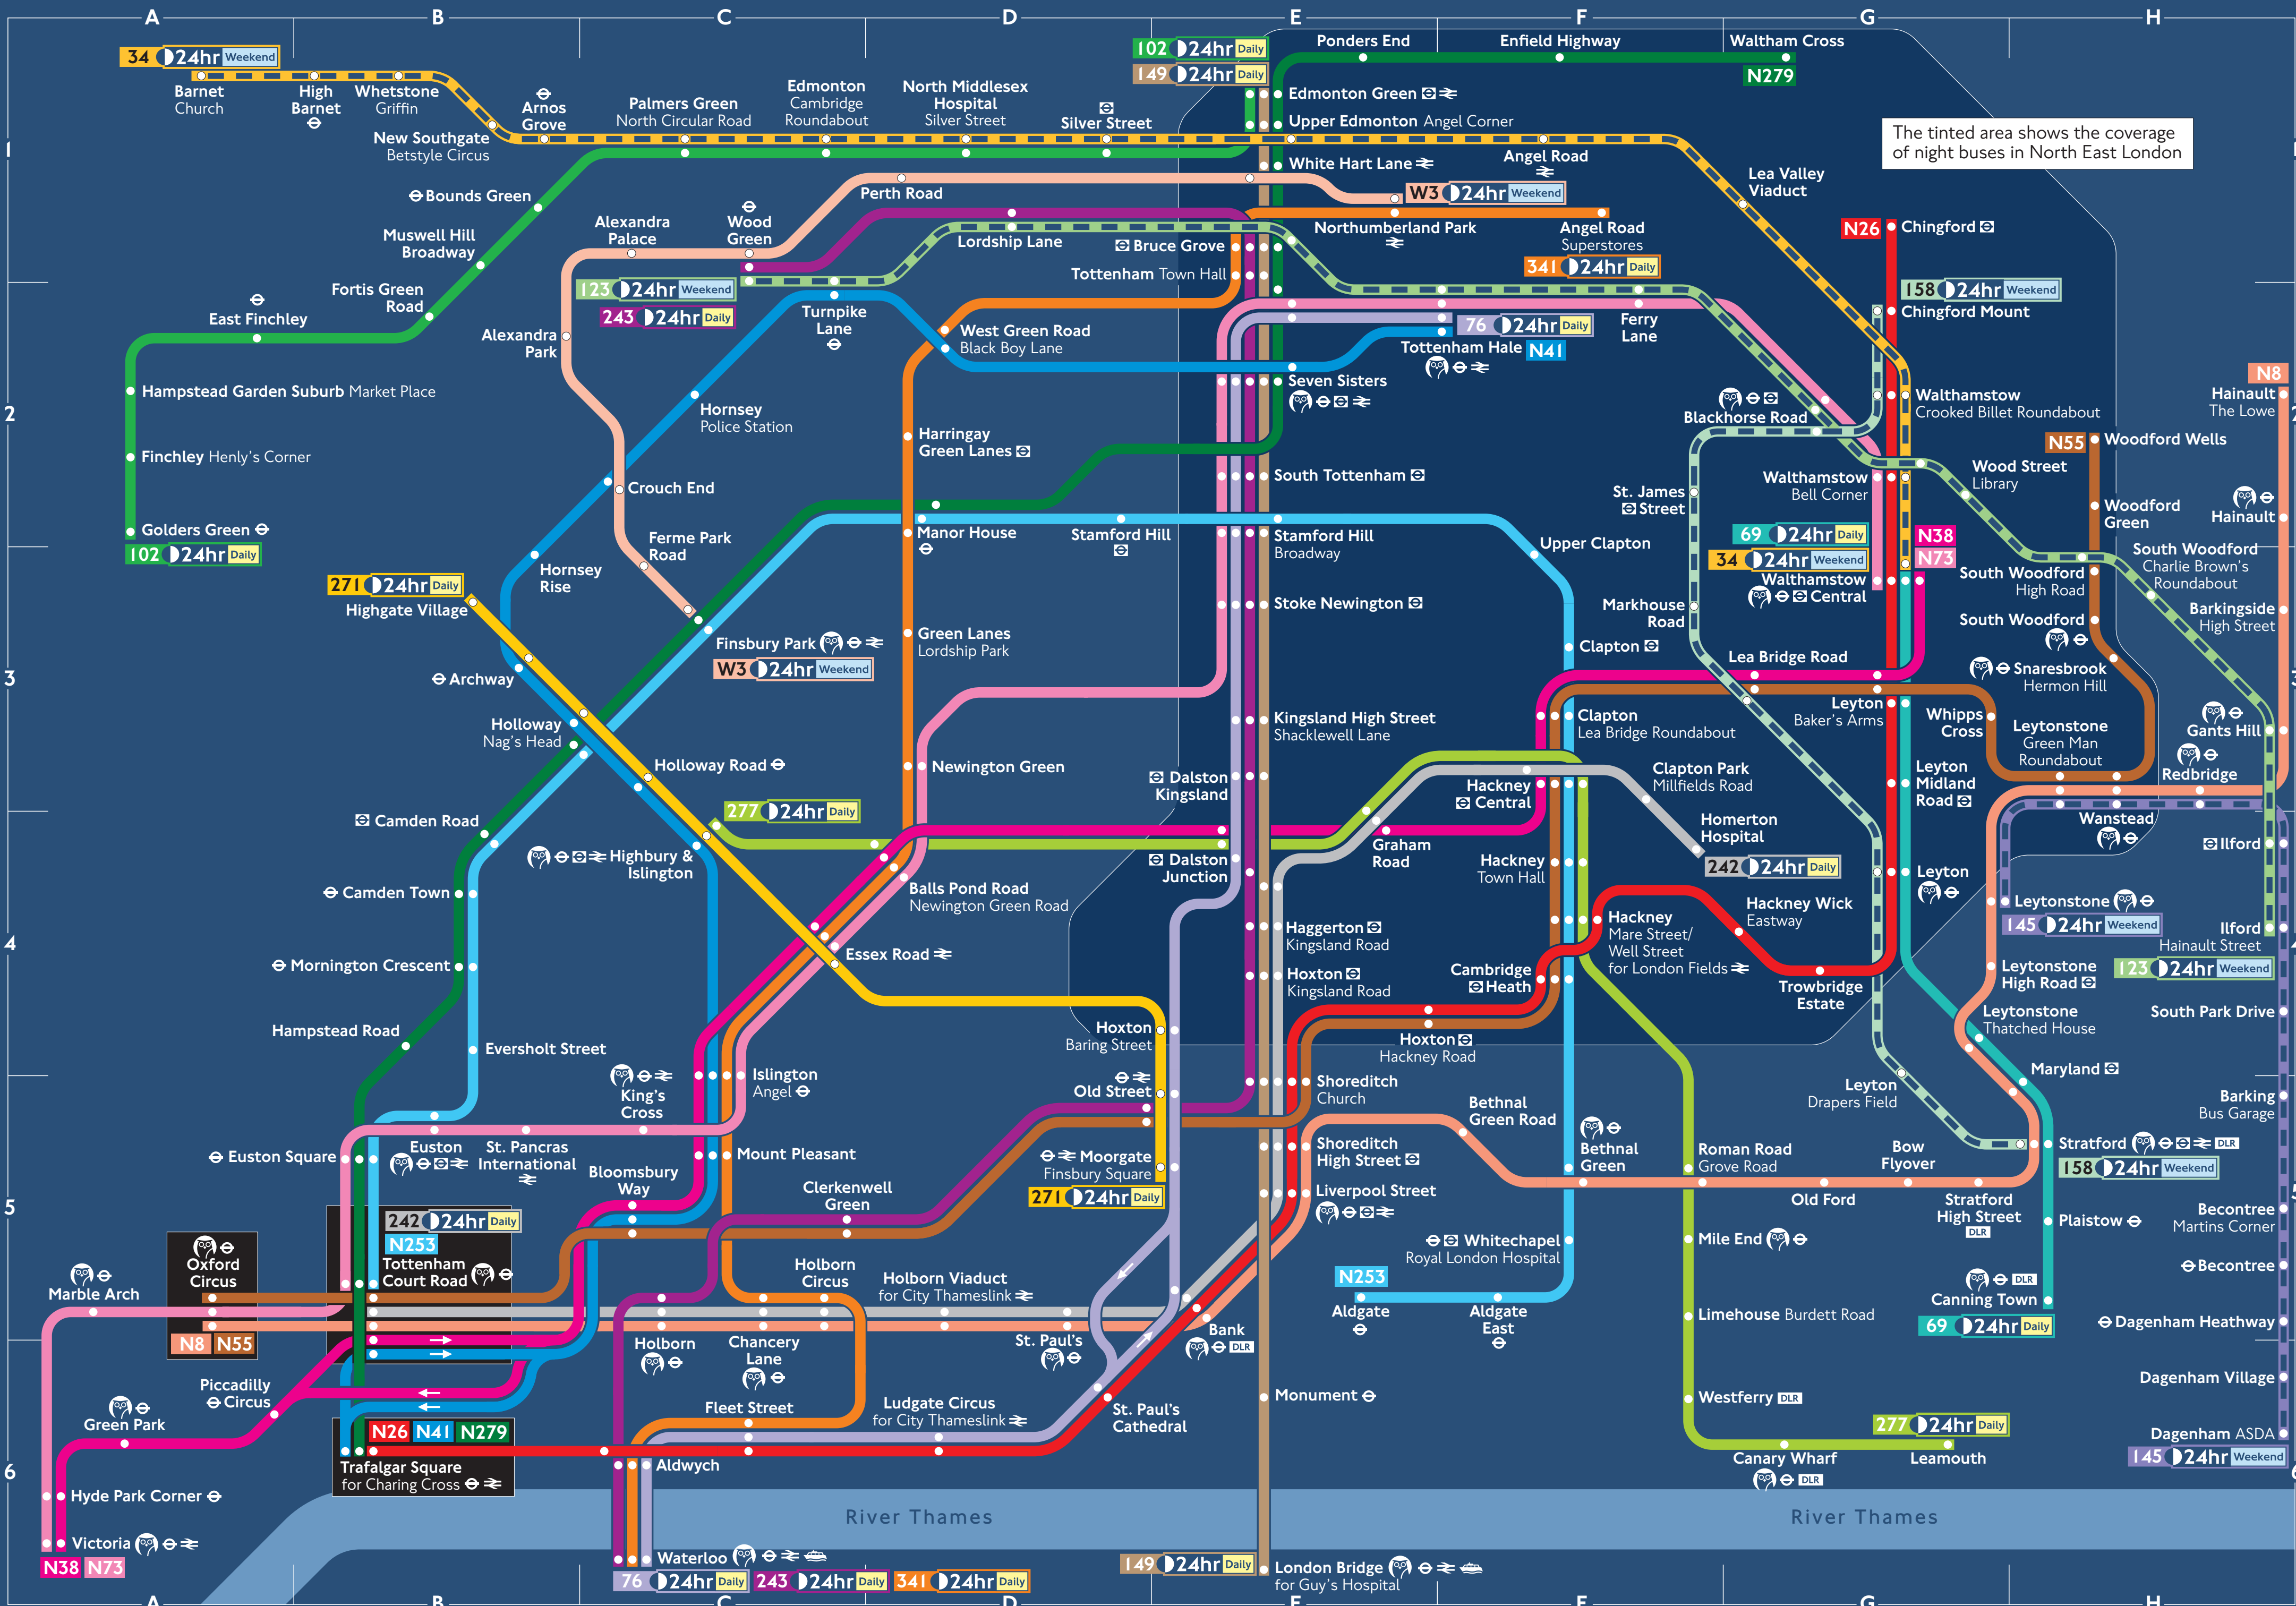 A B C D E F G H
34 24hr Weekend
Barnet
Church
High
Barnet
Whetstone
Griffin
New Southgate
Betstyle Circus
Arnos
Grove
Palmers Green
North Circular Road
Edmonton
Cambridge
Roundabout
North Middlesex
Hospital
Silver Street
Silver Street
102 24hr Daily
149 24hr Daily
Ponders End
Enfield Highway
Waltham Cross
N279
Edmonton Green
Upper Edmonton Angel Corner
White Hart Lane
Angel Road
W3 24hr Weekend
The tinted area shows the coverage
of night buses in North East London
1
Lea Valley
Viaduct
Bounds Green
Muswell Hill
Broadway
Fortis Green
Road
East Finchley
Alexandra
Palace
Wood
Green
Perth Road
Lordship Lane
Bruce Grove
Tottenham Town Hall
Northumberland Park
Angel Road
Superstores
341 24hr Daily
N26
Chingford
158 24hr Weekend
Chingford Mount
123 24hr Weekend
243 24hr Daily
Alexandra
Park
Turnpike
Lane
West Green Road
Black Boy Lane
76 24hr Daily
Tottenham Hale
N41
Ferry
Lane
Seven Sisters
Blackhorse Road
Walthamstow
Crooked Billet Roundabout
N8
Hainault
The Lowe
2
Hampstead Garden Suburb Market Place
Finchley Henly's Corner
Golders Green
102 24hr Daily
Hornsey
Police Station
Harringay
Green Lanes
South Tottenham
Walthamstow
Bell Corner
Wood Street
Library
N55
Woodford Wells
Woodford
Green
Hainault
Crouch End
St. James
Street
Ferme Park
Road
Manor House
Stamford Hill
Stamford Hill
Broadway
Upper Clapton
69 24hr Daily
34 24hr Weekend
Walthamstow
Central
N38
N73
South Woodford
High Road
South Woodford
Charlie Brown's
Roundabout
South Woodford
Barkingside
High Street
271 24hr Daily
Highgate Village
Hornsey
Rise
Finsbury Park
W3 24hr Weekend
Green Lanes
Lordship Park
Stoke Newington
Markhouse
Road
Clapton
Lea Bridge Road
Snaresbrook
Hermon Hill
3
Archway
Holloway
Nag's Head
Holloway Road
Newington Green
Kingsland High Street
Shacklewell Lane
Clapton
Lea Bridge Roundabout
Leyton
Baker's Arms
Whipps
Cross
Leytonstone
Green Man
Roundabout
Gants Hill
Redbridge
Dalston
Kingsland
Hackney
Central
Clapton Park
Millfields Road
Leyton
Midland
Road
Camden Road
277 24hr Daily
Highbury &
Islington
Graham
Road
Homerton
Hospital
242 24hr Daily
Wanstead
Ilford
Dalston
Junction
Hackney
Town Hall
Leyton
Camden Town
Balls Pond Road
Newington Green Road
Leytonstone
145 24hr Weekend
4
Haggerton
Kingsland Road
Hackney
Mare Street/
Well Street
for London Fields
Hackney Wick
Eastway
Ilford
Hainault Street
123 24hr Weekend
Mornington Crescent
Essex Road
Hoxton
Kingsland Road
Cambridge
Heath
Trowbridge
Estate
Leytonstone
High Road
Leytonstone
Thatched House
South Park Drive
Hampstead Road
Eversholt Street
Hoxton
Baring Street
Hoxton
Hackney Road
King's
Cross
Islington
Angel
Old Street
Shoreditch
Church
Leyton
Drapers Field
Maryland
Barking
Bus Garage
Bethnal
Green Road
Euston Square
Euston
St. Pancras
International
Mount Pleasant
Moorgate
Finsbury Square
271 24hr Daily
Shoreditch
High Street
Bethnal
Green
Roman Road
Grove Road
Bow
Flyover
Stratford DLR
158 24hr Weekend
Bloomsbury
Way
Clerkenwell
Green
Liverpool Street
Old Ford
Stratford
High Street
DLR
Plaistow
Becontree
Martins Corner
5
242 24hr Daily
N253
Tottenham
Court Road
Oxford
Circus
N8 N55
Marble Arch
Holborn
Circus
Holborn Viaduct
for City Thameslink
Whitechapel
Royal London Hospital
N253
Aldgate
Aldgate
East
Mile End
Becontree
DLR
Canning Town
69 24hr Daily
Limehouse Burdett Road
Dagenham Heathway
Holborn
Chancery
Lane
St. Paul's
Bank
DLR
Piccadilly
Circus
Green Park
Fleet Street
Ludgate Circus
for City Thameslink
St. Paul's
Cathedral
Monument
Westferry DLR
Dagenham Village
277 24hr Daily
Canary Wharf
DLR
Leamouth
Dagenham ASDA
145 24hr Weekend
6
N26 N41 N279
Trafalgar Square
for Charing Cross
Aldwych
Hyde Park Corner
River Thames
River Thames
Victoria
N38 N73
Waterloo
76 24hr Daily
243 24hr Daily
341 24hr Daily
149 24hr Daily
London Bridge
for Guy's Hospital
A B C D E F G H